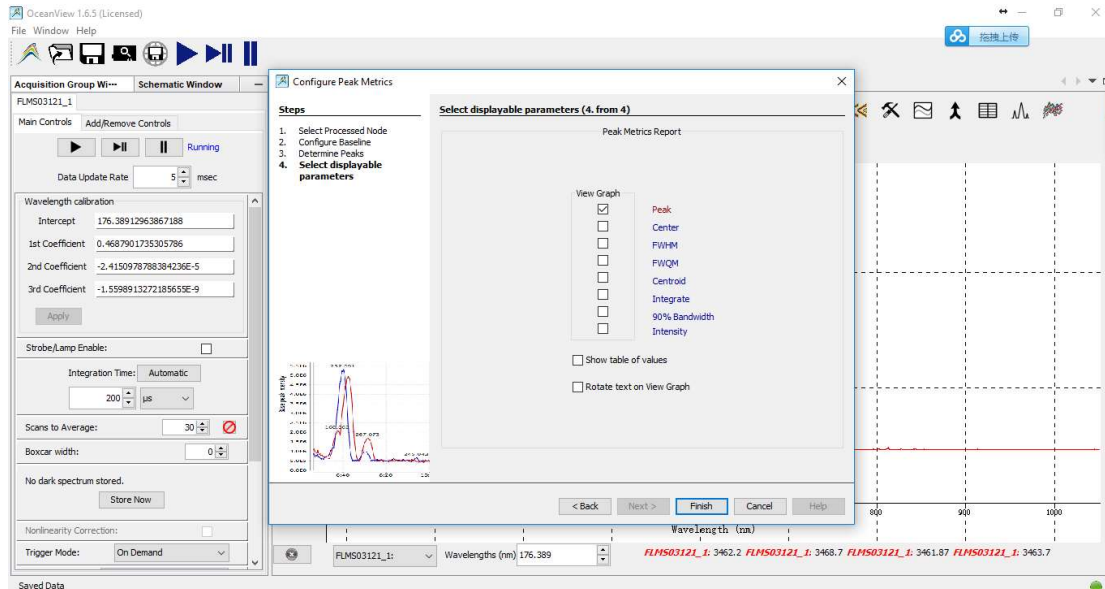 OceanView 1.6.5 (Licensed)
File Window Help
拖拽上传
Acquisition Group Wi··· Schematic Window
FLMS03121_1
Main Controls Add/Remove Controls
Running
Data Update Rate 5 msec
Wavelength calibration
Intercept 176.38912963867188
1st Coefficient 0.4687901735305786
2nd Coefficient -2.4150978788384236E-5
3rd Coefficient -1.5598913272185655E-9
Apply
Strobe/Lamp Enable:
Integration Time: Automatic
200 µs
Scans to Average: 30
Boxcar width: 0
No dark spectrum stored.
Store Now
Nonlinearity Correction:
Trigger Mode: On Demand
Saved Data
Configure Peak Metrics
Steps
1. Select Processed Node
2. Configure Baseline
3. Determine Peaks
4. Select displayable
parameters
Select displayable parameters (4. from 4)
Peak Metrics Report
View Graph
Peak
Center
FWHM
FWQM
Centroid
Integrate
90% Bandwidth
Intensity
Show table of values
Rotate text on View Graph
< Back Next > Finish Cancel Help
800 900 1000
Wavelength (nm)
FLMS03121_1: Wavelengths (nm) 176.389 FLMS03121_1: 3462.2 FLMS03121_1: 3468.7 FLMS03121_1: 3461.87 FLMS03121_1: 3463.7